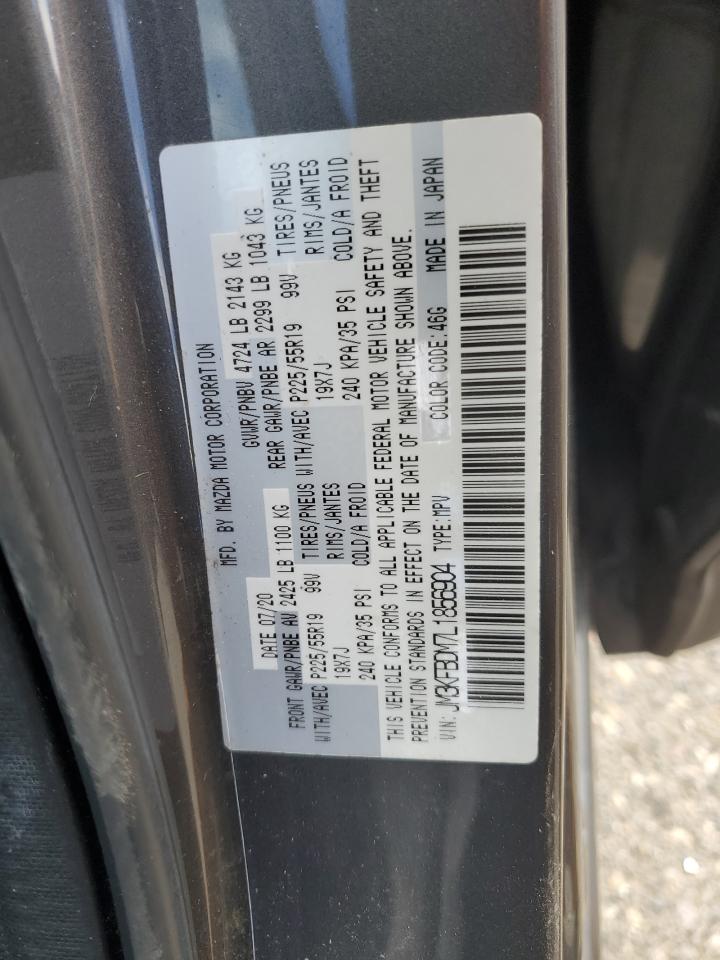 MFD. BY MAZDA MOTOR CORPORATION
DATE 07/20 GVWR/PNBV 4724 LB 2143 KG
FRONT GAWR/PNBE AV 2425 LB 1100 KG REAR GAWR/PNBE AR 2299 LB 1043 KG
WITH/AVEC P225/55R19 99V TIRES/PNEUS WITH/AVEC P225/55R19 99V TIRES/PNEUS
19X7J RIMS/JANTES 19X7J RIMS/JANTES
240 KPA/35 PSI COLD/A FROID 240 KPA/35 PSI COLD/A FROID
THIS VEHICLE CONFORMS TO ALL APPLICABLE FEDERAL MOTOR VEHICLE SAFETY AND THEFT
PREVENTION STANDARDS IN EFFECT ON THE DATE OF MANUFACTURE SHOWN ABOVE.
COLOR CODE:46G MADE IN JAPAN
VIN: JM3KFBDM7L1856904 TYPE:MPV